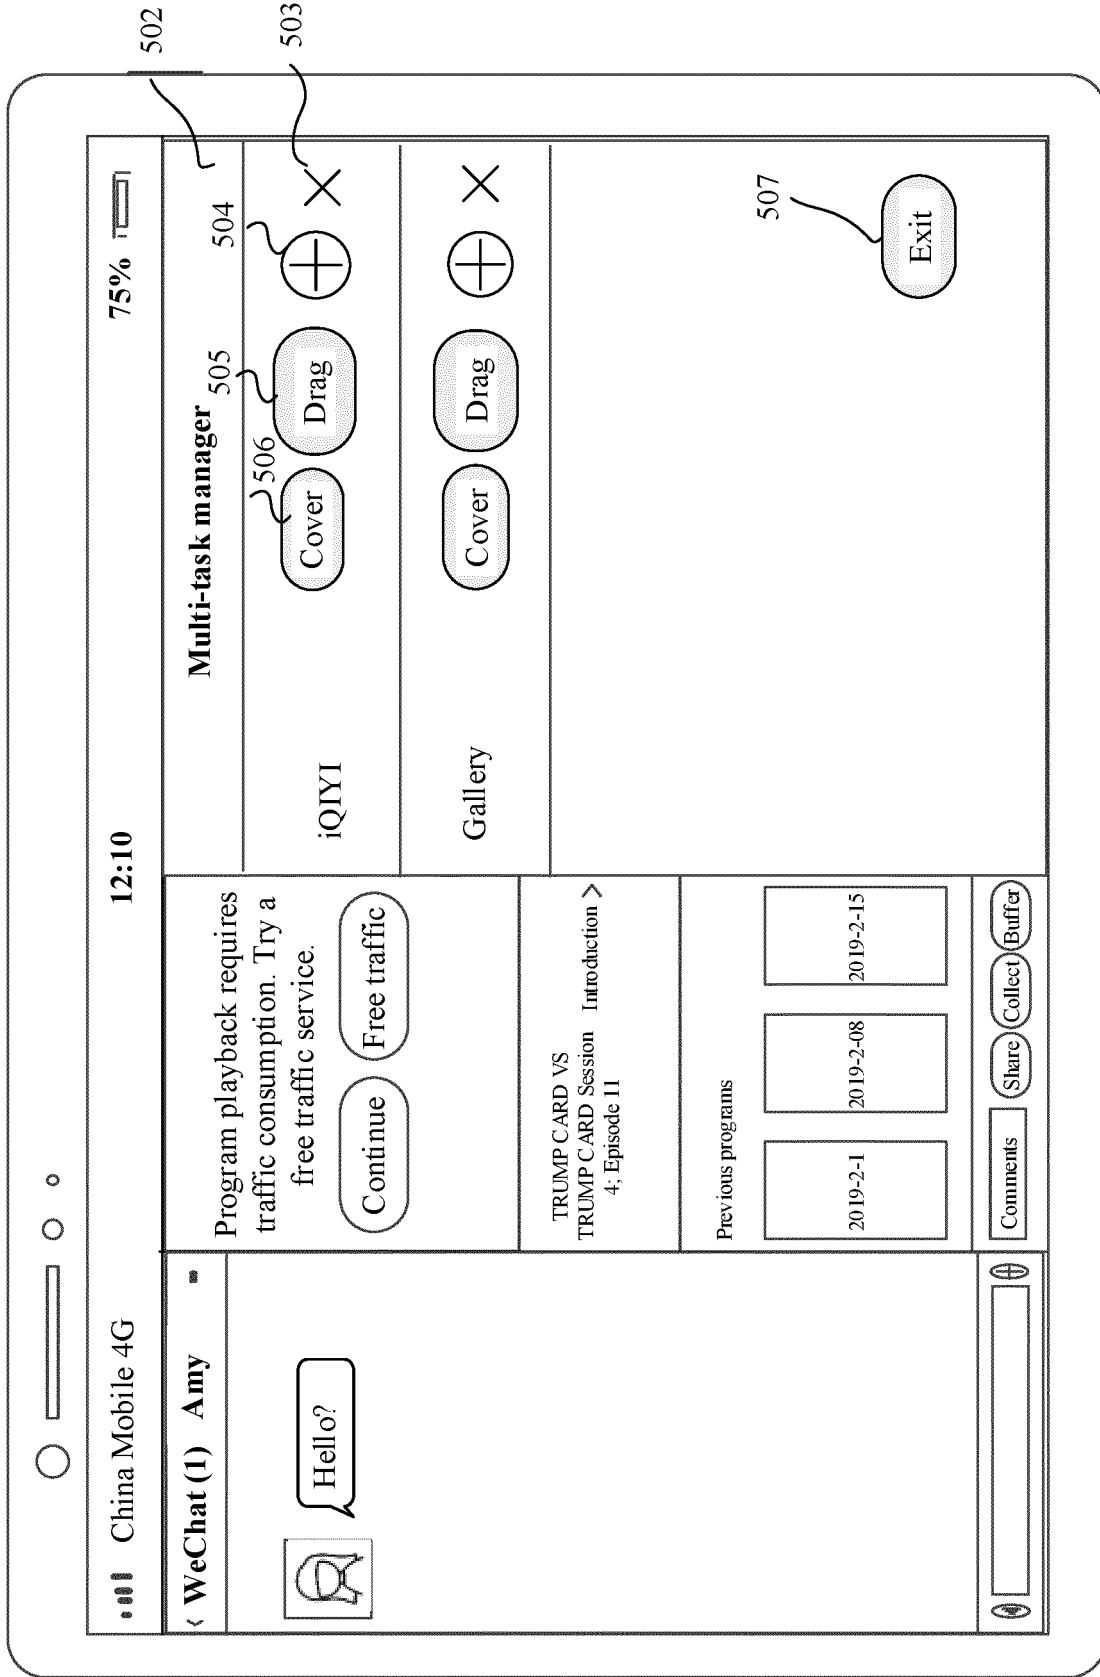 China Mobile 4G
12:10
75%
< WeChat (1) Amy
Hello?
Program playback requires
traffic consumption. Try a
free traffic service.
Continue
Free traffic
TRUMP CARD VS
TRUMP CARD Session
4; Episode 11
Introduction >
Previous programs
2019-2-1
2019-2-08
2019-2-15
Comments
Share
Collect
Buffer
Multi-task manager
502
iQIYI
Cover
Drag
506
505
504
503
Gallery
Cover
Drag
507
Exit